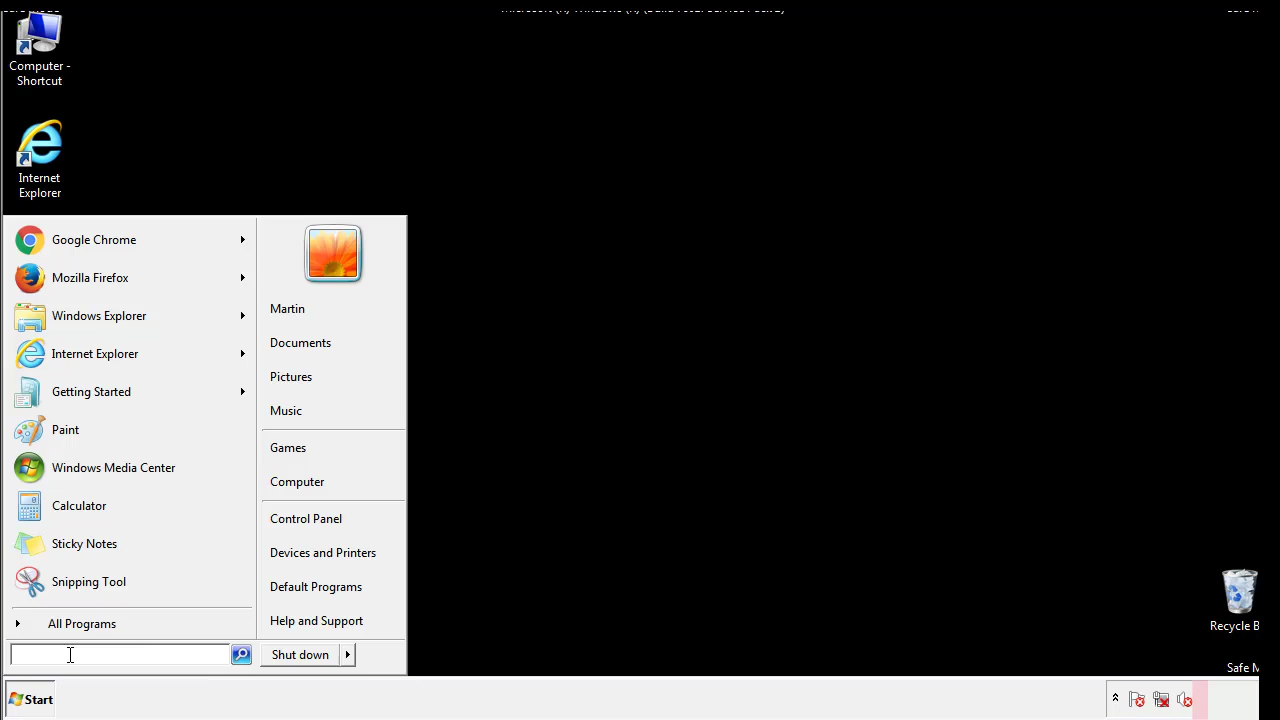 Computer -
Shortcut
Internet
Explorer
Google Chrome
Mozilla Firefox
Windows Explorer
Internet Explorer
Getting Started
Paint
Windows Media Center
Calculator
Sticky Notes
Snipping Tool
All Programs
Martin
Documents
Pictures
Music
Games
Computer
Control Panel
Devices and Printers
Default Programs
Help and Support
Shut down
Recycle B
Safe M
Start